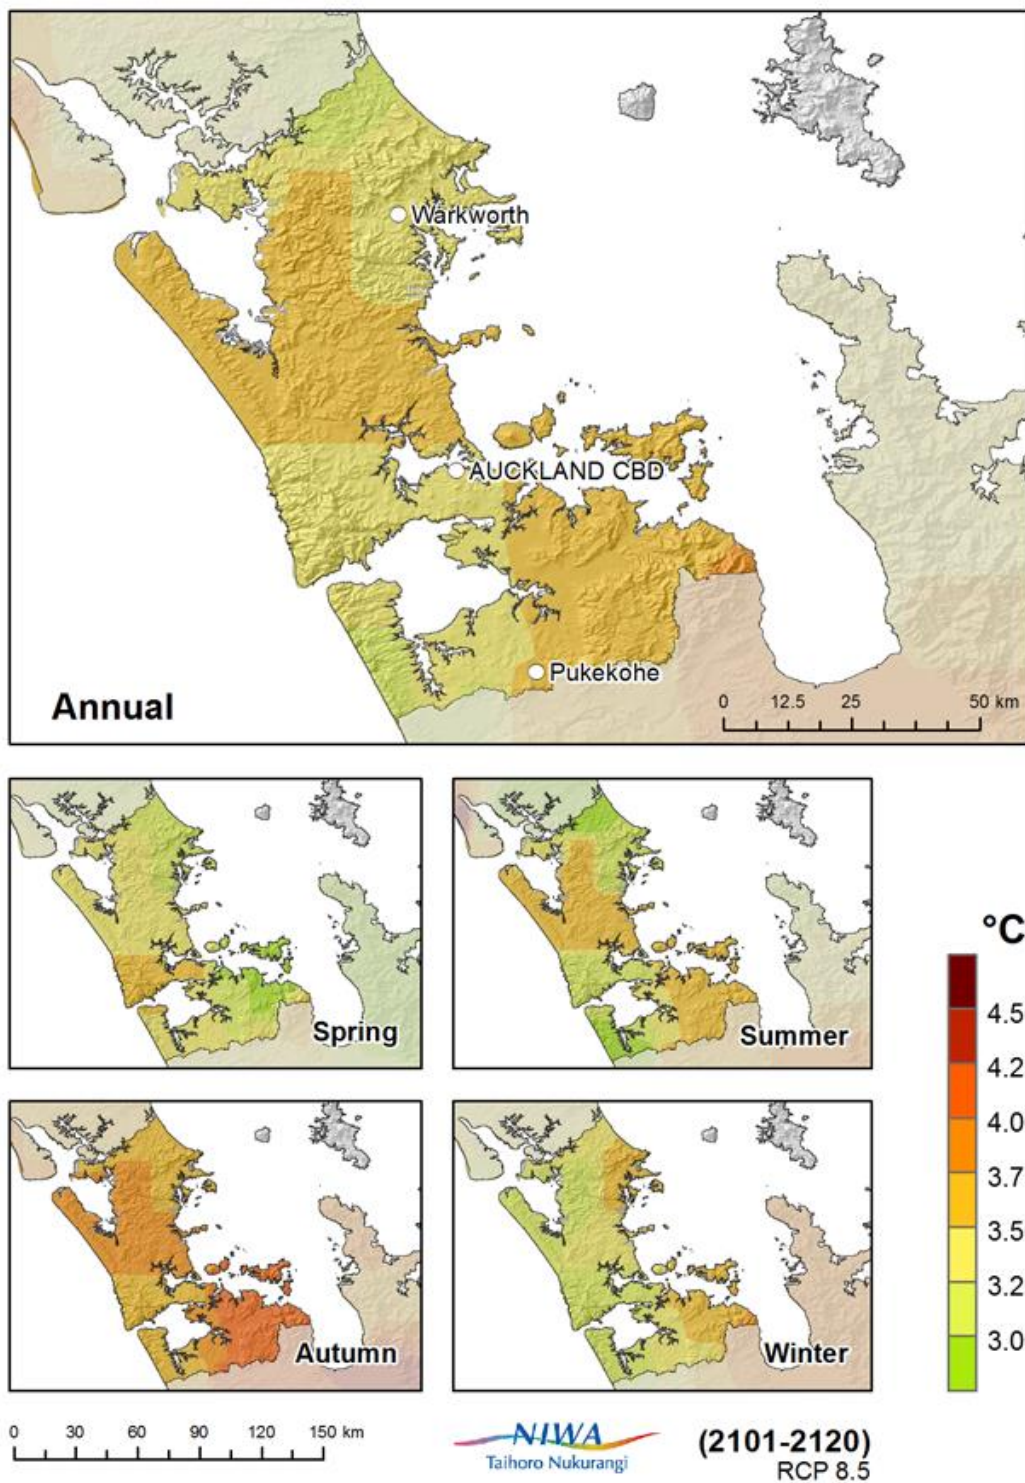 Warkworth
AUCKLAND CBD
Pukekohe
Annual
0 12.5 25 50 km
Spring
Summer
°C
4.5
4.2
4.0
3.7
3.5
3.2
3.0
Autumn
Winter
0 30 60 90 120 150 km
NIWA
Taihoro Nukurangi
(2101-2120)
RCP 8.5